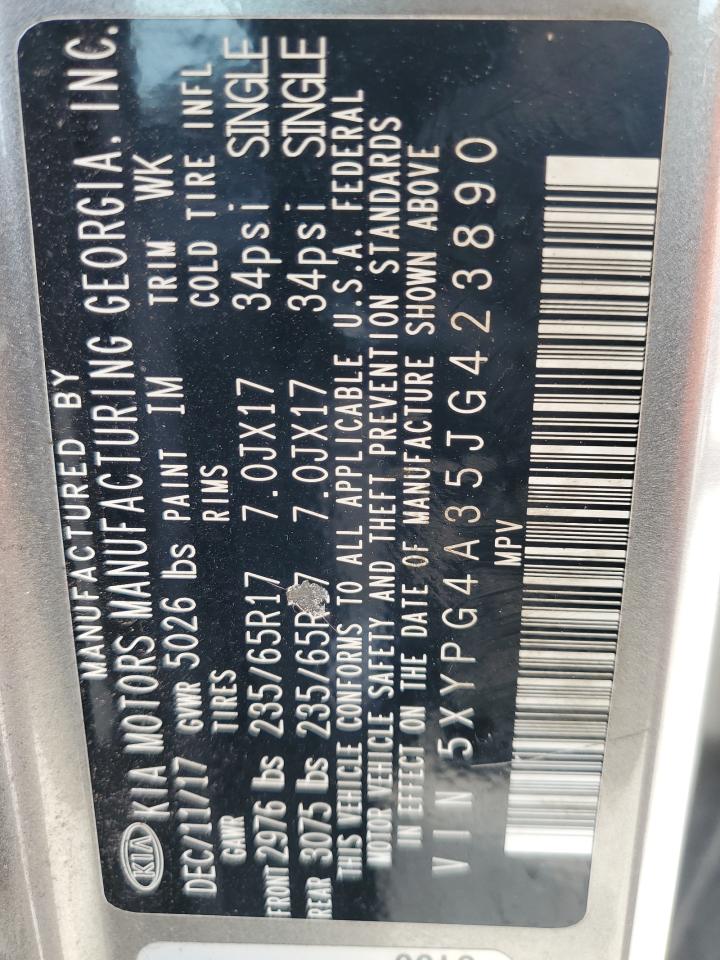 MANUFACTURED BY
KIA KIA MOTORS MANUFACTURING GEORGIA. INC.
DEC/11/17 GVWR 5026 lbs PAINT IM TRIM WK
GAWR TIRES RIMS COLD TIRE INFL
FRONT 2976 lbs 235/65R17 7.0JX17 34psi SINGLE
REAR 3075 lbs 235/65R17 7.0JX17 34psi SINGLE
THIS VEHICLE CONFORMS TO ALL APPLICABLE U.S.A. FEDERAL
MOTOR VEHICLE SAFETY AND THEFT PREVENTION STANDARDS
IN EFFECT ON THE DATE OF MANUFACTURE SHOWN ABOVE
VIN 5XYPG4A35JG423890
MPV